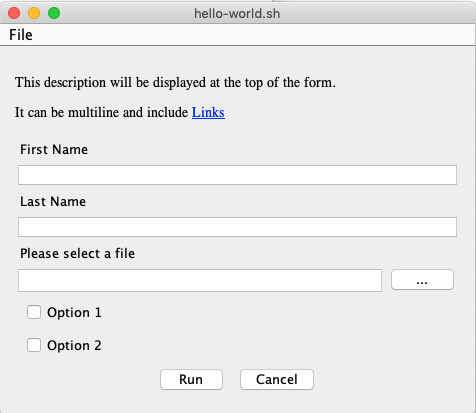 hello-world.sh
File
This description will be displayed at the top of the form.
It can be multiline and include Links
First Name
Last Name
Please select a file
...
Option 1
Option 2
Run Cancel